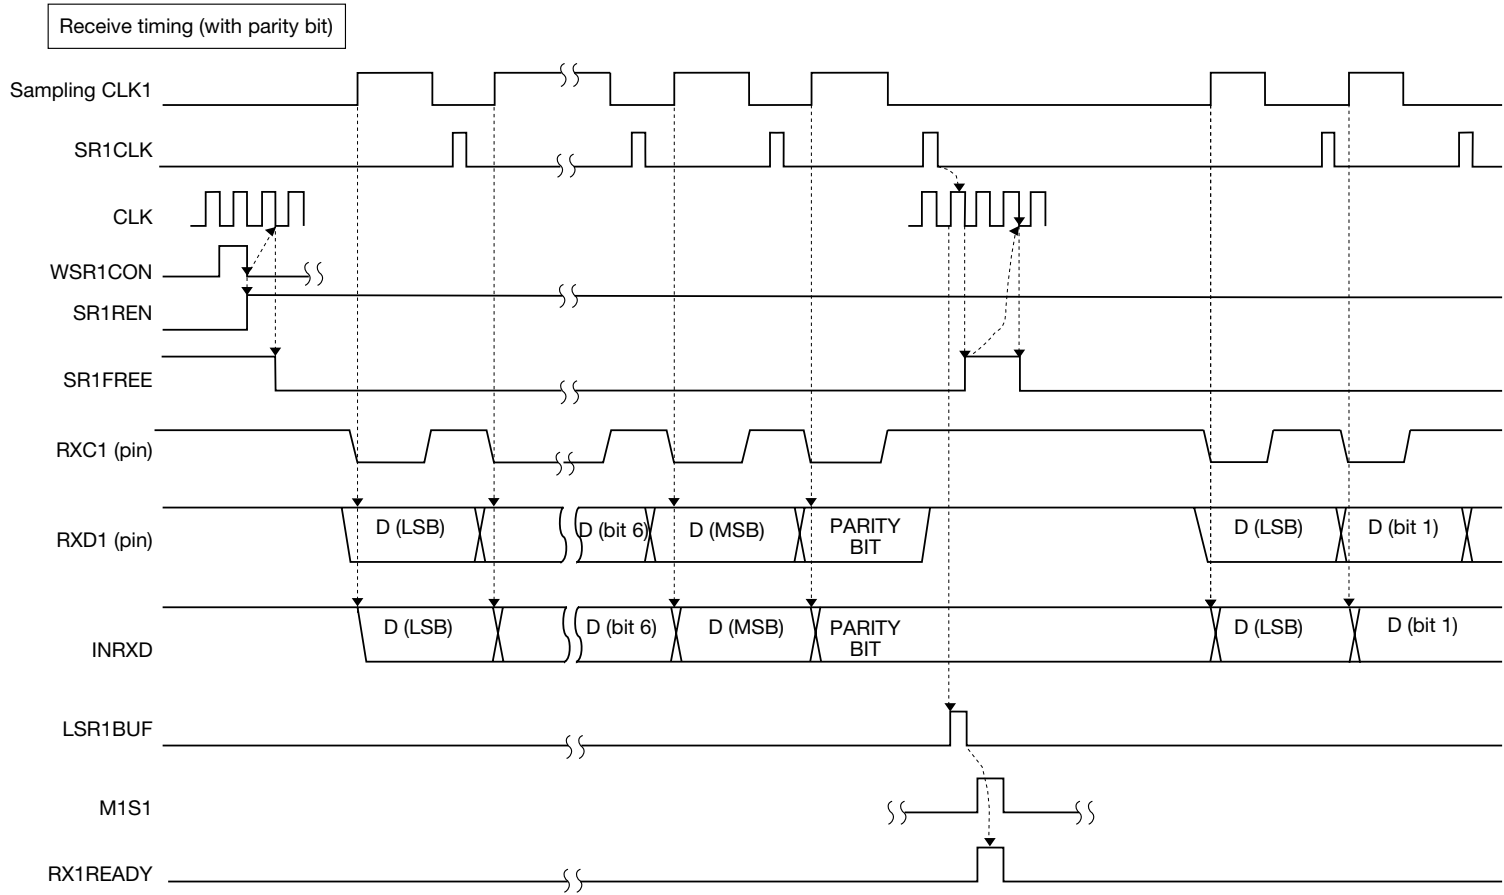 Receive timing (with parity bit)
Sampling CLK1
SR1CLK
CLK
WSR1CON
SR1REN
SR1FREE
RXC1 (pin)
RXD1 (pin)
D (LSB)
D (bit 6)
D (MSB)
PARITY
BIT
D (LSB)
D (bit 1)
INRXD
D (LSB)
D (bit 6)
D (MSB)
PARITY
BIT
D (LSB)
D (bit 1)
LSR1BUF
M1S1
RX1READY